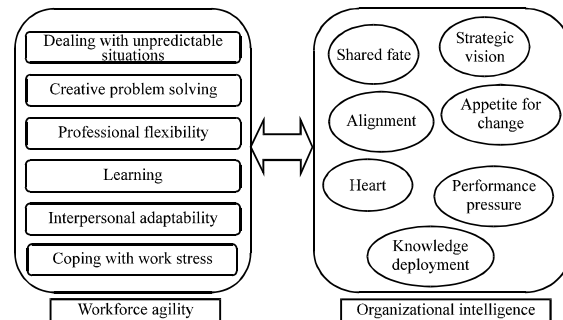 Dealing with unpredictable
situations
Creative problem solving
Professional flexibility
Learning
Interpersonal adaptability
Coping with work stress
Workforce agility
Shared fate
Strategic
vision
Alignment
Appetite for
change
Heart
Performance
pressure
Knowledge
deployment
Organizational intelligence